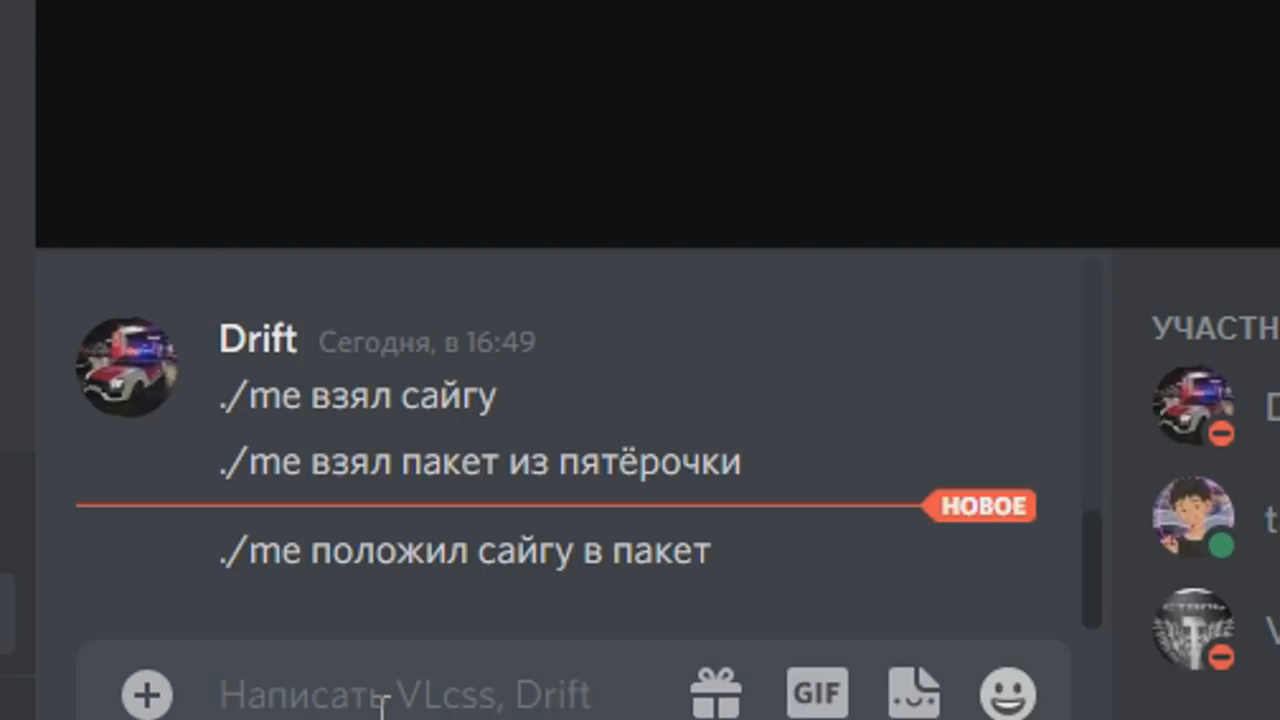 Drift Сегодня, в 16:49
./me взял сайгу
./me взял пакет из пятёрочки
НОВОЕ
./me положил сайгу в пакет
Написать VLcss, Drift
GIF
УЧАСТН